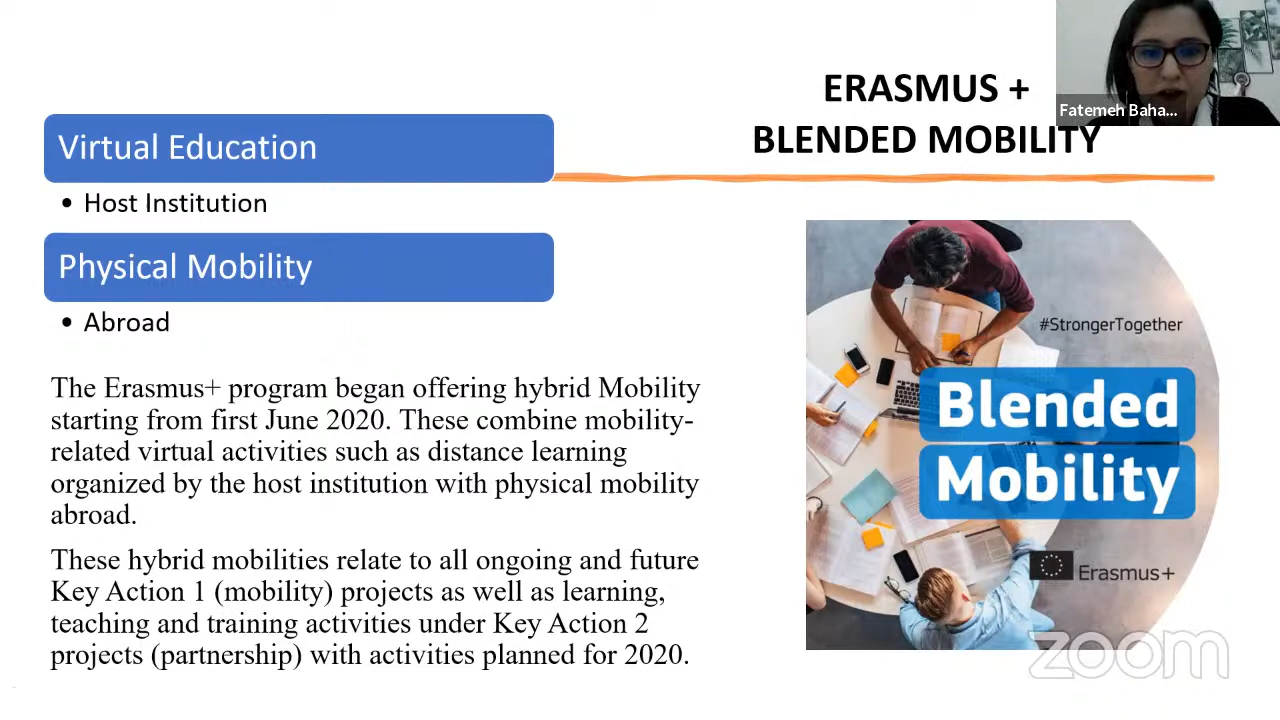 ERASMUS +
BLENDED MOBILITY
Fatemeh Baha...
Virtual Education
• Host Institution
Physical Mobility
• Abroad
The Erasmus+ program began offering hybrid Mobility
starting from first June 2020. These combine mobility-
related virtual activities such as distance learning
organized by the host institution with physical mobility
abroad.
These hybrid mobilities relate to all ongoing and future
Key Action 1 (mobility) projects as well as learning,
teaching and training activities under Key Action 2
projects (partnership) with activities planned for 2020.
#StrongerTogether
Blended
Mobility
Erasmus+
zoom